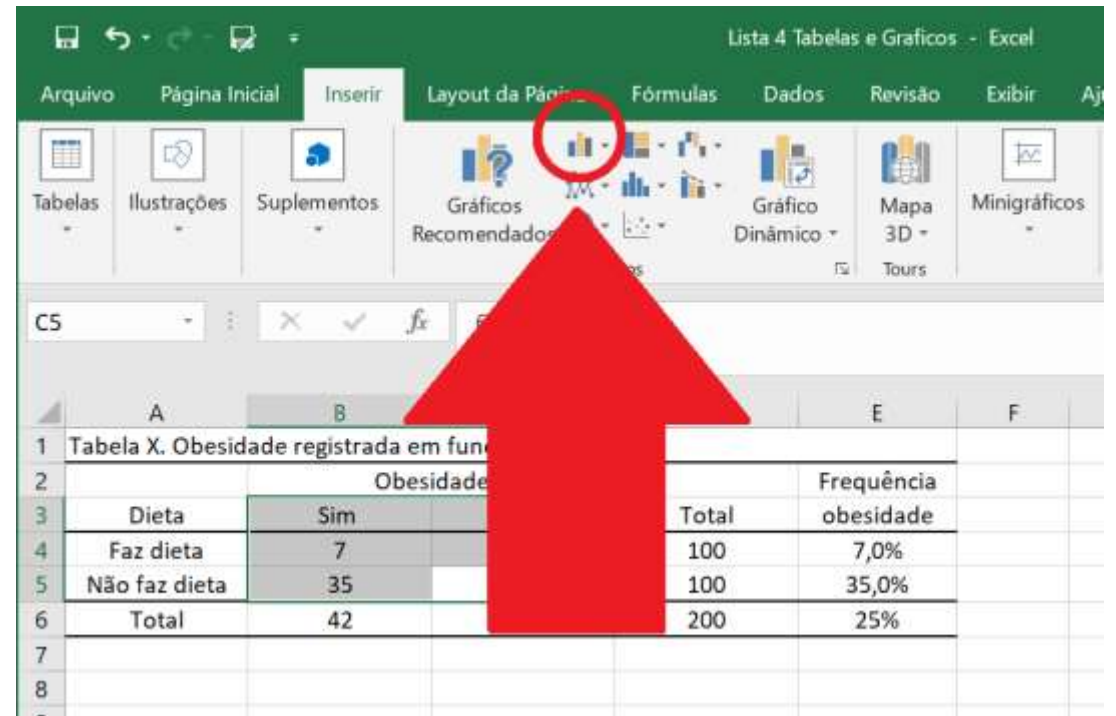 Lista 4 Tabelas e Graficos - Excel
Arquivo Página Inicial Inserir Layout da Fórmulas Dados Revisão Exibir
Tabelas Ilustrações Suplementos Gráficos Recomendados Gráfico Dinâmico Mapa 3D Minigráficos
Tours
C5 fx
A B E F
1 Tabela X. Obesidade registrada em
2 Obesidade Frequência
3 Dieta Sim Total obesidade
4 Faz dieta 7 100 7,0%
5 Não faz dieta 35 100 35,0%
6 Total 42 200 25%
7
8